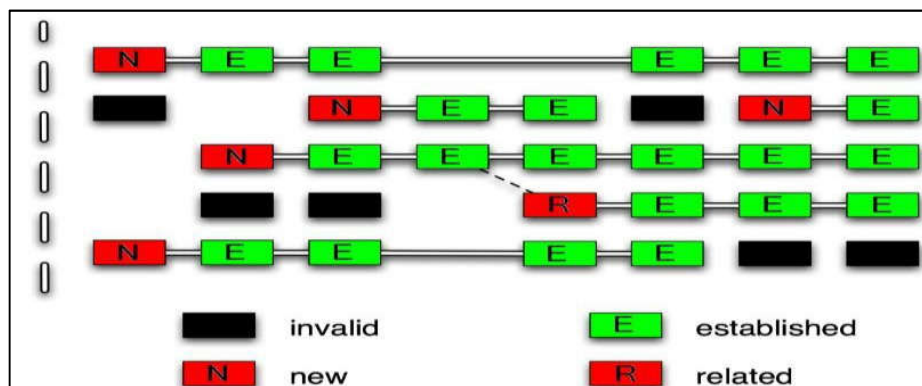 N E E E E E
N E E N E
N E E E E E E
R E E E
N E E E E
invalid E established
N new R related